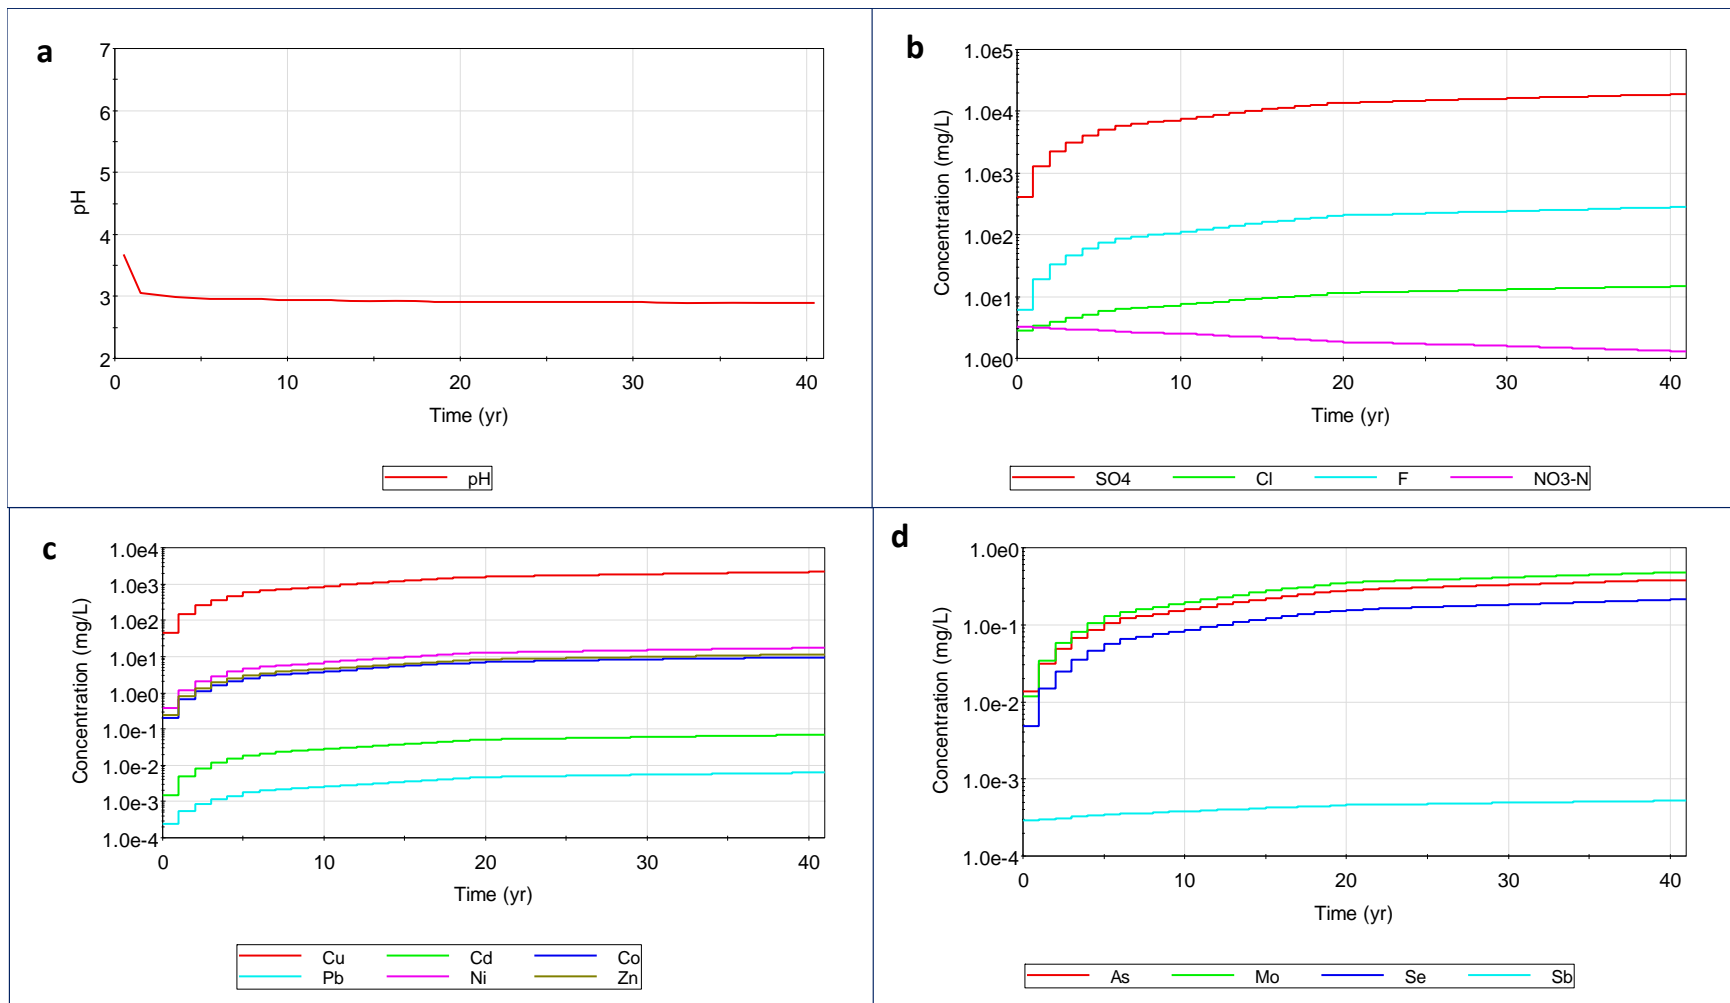 a
7
6
5
4
3
2
pH
0 10 20 30 40
Time (yr)
pH
b
1.0e5
1.0e4
1.0e3
1.0e2
1.0e1
1.0e0
Concentration (mg/L)
0 10 20 30 40
Time (yr)
SO4 Cl F NO3-N
c
1.0e4
1.0e3
1.0e2
1.0e1
1.0e0
1.0e-1
1.0e-2
1.0e-3
1.0e-4
Concentration (mg/L)
0 10 20 30 40
Time (yr)
Cu Cd Co
Pb Ni Zn
d
1.0e0
1.0e-1
1.0e-2
1.0e-3
1.0e-4
Concentration (mg/L)
0 10 20 30 40
Time (yr)
As Mo Se Sb